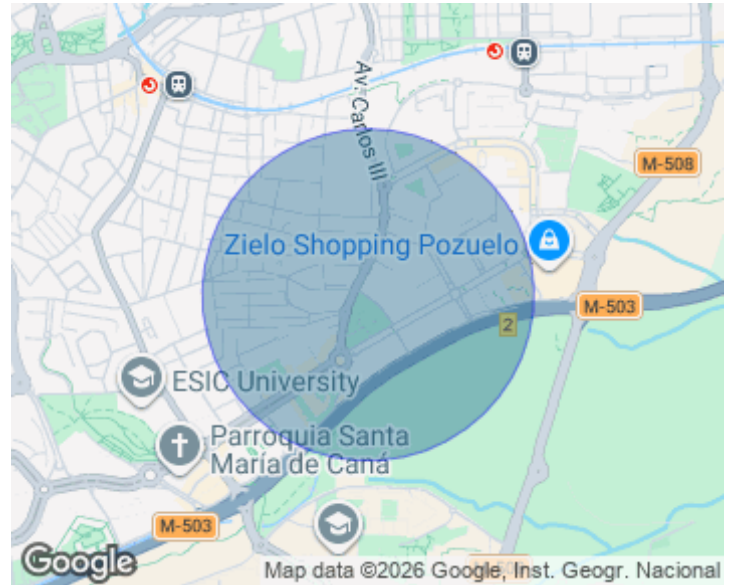 Av. Carlos III
M-508
Zielo Shopping Pozuelo
M-503
2
ESIC University
Parroquia Santa
María de Caná
M-503
Google
Map data ©2026 Google, Inst. Geogr. Nacional